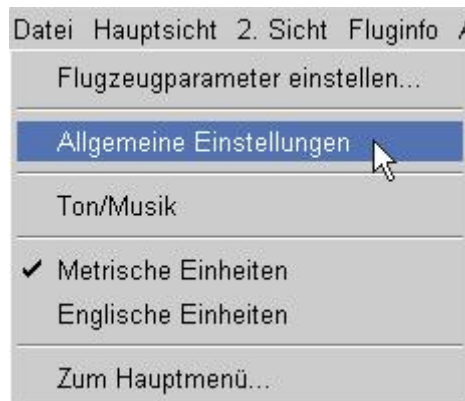 Datei Hauptsicht 2. Sicht Fluginfo
Flugzeugparameter einstellen...
Allgemeine Einstellungen
Ton/Musik
✔ Metrische Einheiten
Englische Einheiten
Zum Hauptmenü...